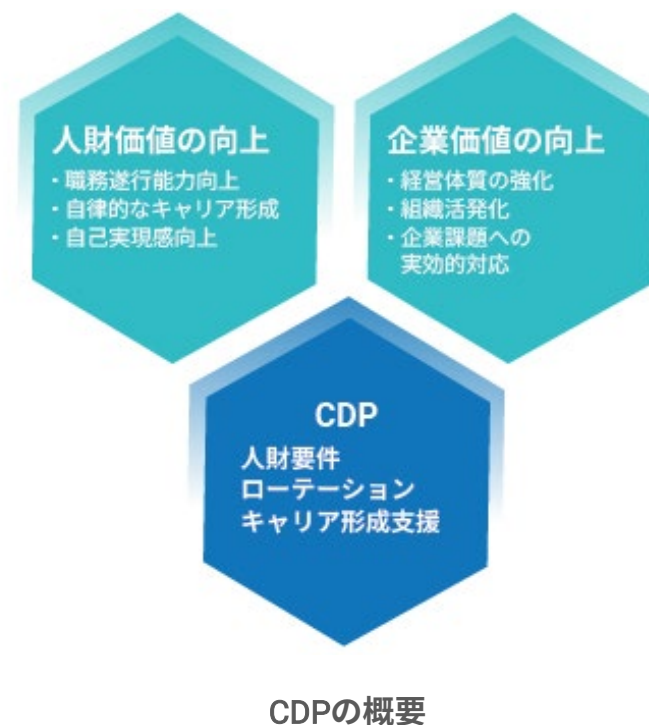 人財価値の向上
・職務遂行能力向上
・自律的なキャリア形成
・自己実現感向上
企業価値の向上
・経営体質の強化
・組織活発化
・企業課題への
実効的対応
CDP
人財要件
ローテーション
キャリア形成支援
CDPの概要